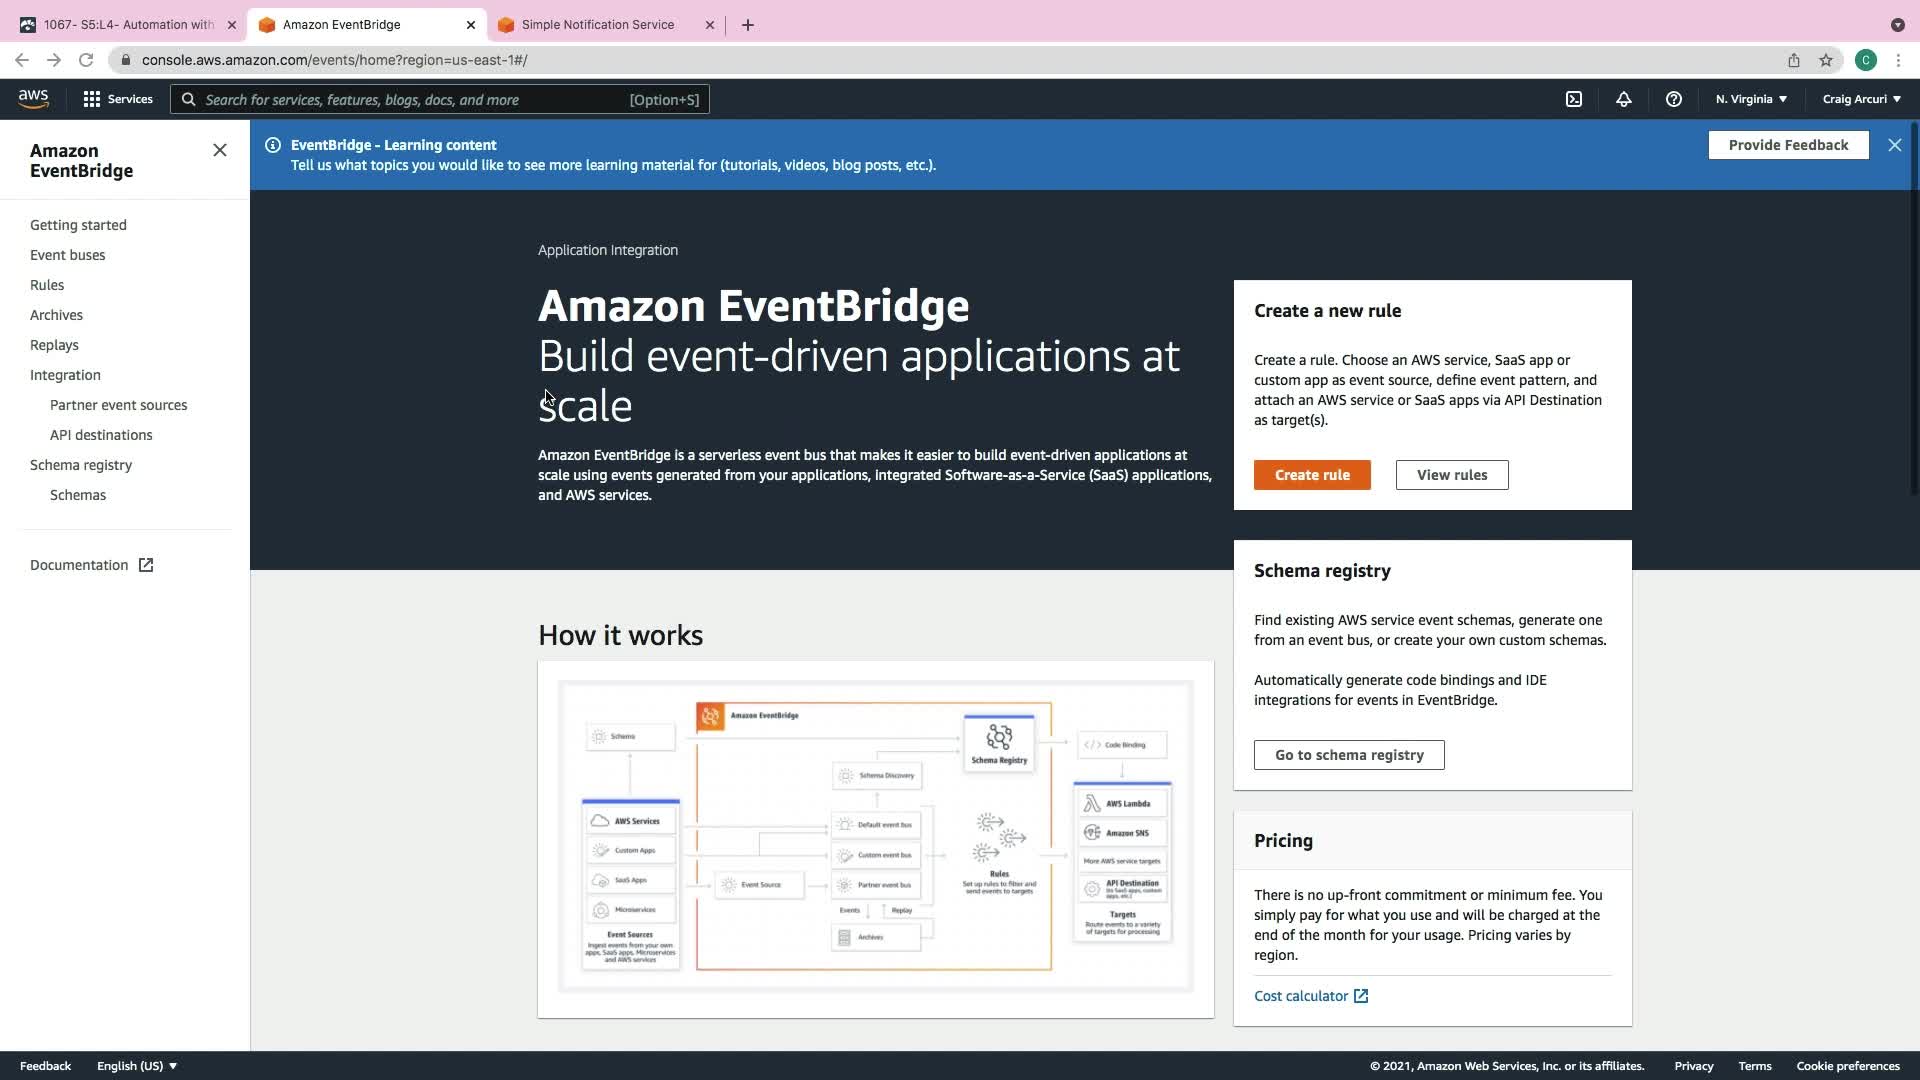 1067- S5:L4- Automation with
Amazon EventBridge
Simple Notification Service
console.aws.amazon.com/events/home?region=us-east-1#/
C
aws
Services
Search for services, features, blogs, docs, and more
[Option+S]
N. Virginia
Craig Arcuri
Amazon
EventBridge
Getting started
Event buses
Rules
Archives
Replays
Integration
Partner event sources
API destinations
Schema registry
Schemas
Documentation
EventBridge - Learning content
Tell us what topics you would like to see more learning material for (tutorials, videos, blog posts, etc.).
Provide Feedback
Application Integration
Amazon EventBridge
Build event-driven applications at
scale
Amazon EventBridge is a serverless event bus that makes it easier to build event-driven applications at
scale using events generated from your applications, integrated Software-as-a-Service (SaaS) applications,
and AWS services.
Create a new rule
Create a rule. Choose an AWS service, SaaS app or
custom app as event source, define event pattern, and
attach an AWS service or SaaS apps via API Destination
as target(s).
Create rule
View rules
Schema registry
Find existing AWS service event schemas, generate one
from an event bus, or create your own custom schemas.
Automatically generate code bindings and IDE
integrations for events in EventBridge.
Go to schema registry
Pricing
There is no up-front commitment or minimum fee. You
simply pay for what you use and will be charged at the
end of the month for your usage. Pricing varies by
region.
Cost calculator
How it works
Amazon EventBridge
Schema
Schema Registry
Code Binding
Schema Discovery
AWS Services
Custom Apps
SaaS Apps
Microservices
Event Sources
Ingest events from your own
apps, SaaS apps, Microservices
and AWS services
Event Source
Default event bus
Custom event bus
Partner event bus
Events
Replay
Archives
Rules
Set up rules to filter and
send events to targets
AWS Lambda
Amazon SNS
More AWS service targets
API Destination
(to SaaS apps, custom
apps, etc.)
Targets
Route events to a variety
of targets for processing
Feedback
English (US)
© 2021, Amazon Web Services, Inc. or its affiliates.
Privacy
Terms
Cookie preferences